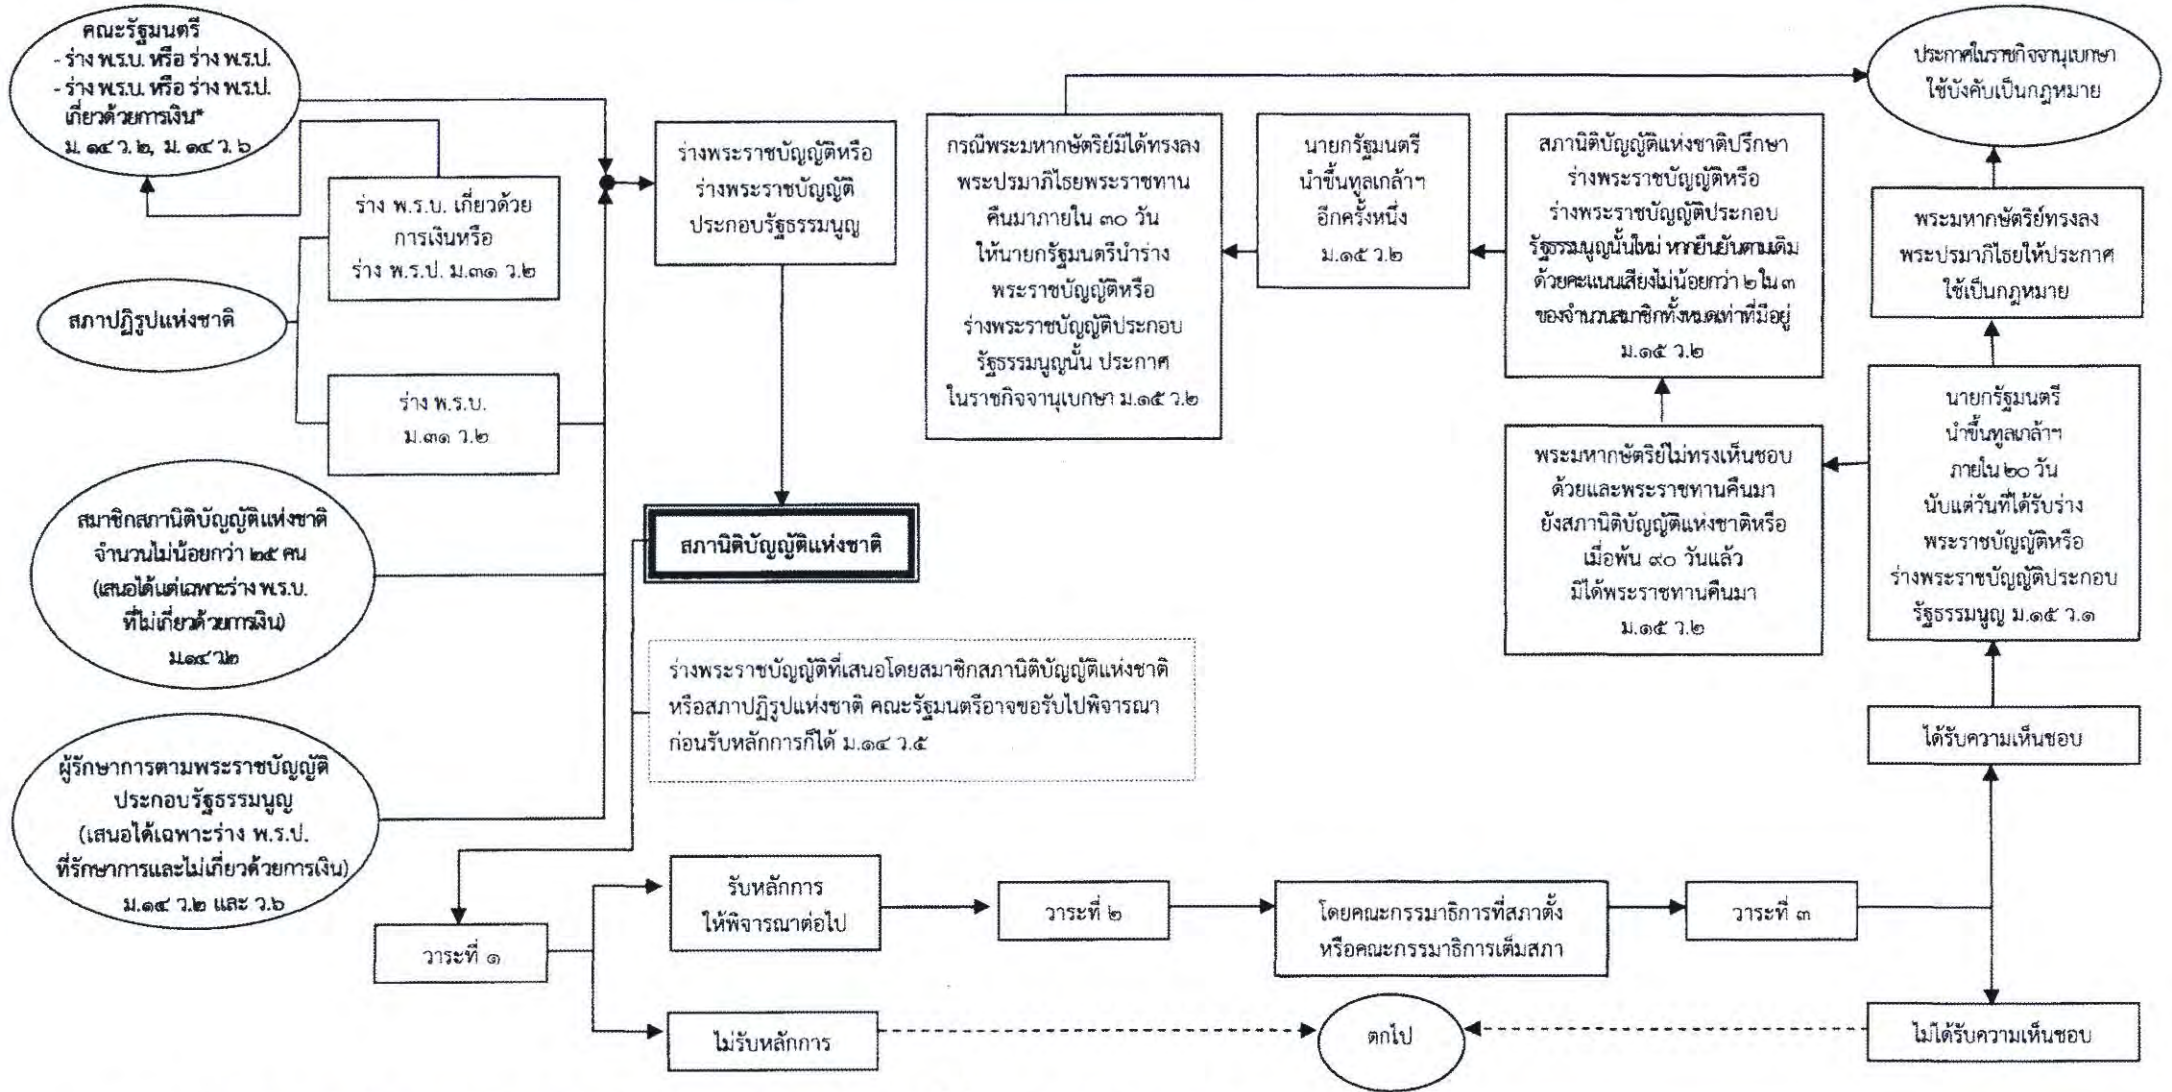 คณะรัฐมนตรี
- ร่าง พ.ร.บ. หรือ ร่าง พ.ร.ป.
- ร่าง พ.ร.บ. หรือ ร่าง พ.ร.ป.
เกี่ยวด้วยการเงิน*
ม. ๑๔ ว. ๒, ม. ๑๔ ว. ๖
ร่าง พ.ร.บ. เกี่ยวด้วย
การเงินหรือ
ร่าง พ.ร.ป. ม.๓๑ ว.๒
สภาปฏิรูปแห่งชาติ
ร่าง พ.ร.บ.
ม.๓๑ ว.๒
สมาชิกสภานิติบัญญัติแห่งชาติ
จำนวนไม่น้อยกว่า ๒๕ คน
(เสนอได้แต่เฉพาะร่าง พ.ร.บ.
ที่ไม่เกี่ยวด้วยการเงิน)
ม.๑๔ ว.๒
ผู้รักษาการตามพระราชบัญญัติ
ประกอบรัฐธรรมนูญ
(เสนอได้เฉพาะร่าง พ.ร.ป.
ที่รักษาการและไม่เกี่ยวด้วยการเงิน)
ม.๑๔ ว.๒ และ ว.๖
ร่างพระราชบัญญัติหรือ
ร่างพระราชบัญญัติ
ประกอบรัฐธรรมนูญ
สภานิติบัญญัติแห่งชาติ
ร่างพระราชบัญญัติที่เสนอโดยสมาชิกสภานิติบัญญัติแห่งชาติ
หรือสภาปฏิรูปแห่งชาติ คณะรัฐมนตรีอาจขอรับไปพิจารณา
ก่อนรับหลักการก็ได้ ม.๑๔ ว.๕
วาระที่ ๑
รับหลักการ
ให้พิจารณาต่อไป
ไม่รับหลักการ
วาระที่ ๒
โดยคณะกรรมาธิการที่สภาตั้ง
หรือคณะกรรมาธิการเต็มสภา
วาระที่ ๓
ตกไป
ไม่ได้รับความเห็นชอบ
ได้รับความเห็นชอบ
นายกรัฐมนตรี
นำขึ้นทูลเกล้าฯ
ภายใน ๒๐ วัน
นับแต่วันที่ได้รับร่าง
พระราชบัญญัติหรือ
ร่างพระราชบัญญัติประกอบ
รัฐธรรมนูญ ม.๑๕ ว.๑
พระมหากษัตริย์ทรงลง
พระปรมาภิไธยให้ประกาศ
ใช้เป็นกฎหมาย
ประกาศในราชกิจจานุเบกษา
ใช้บังคับเป็นกฎหมาย
พระมหากษัตริย์ไม่ทรงเห็นชอบ
ด้วยและพระราชทานคืนมา
ยังสภานิติบัญญัติแห่งชาติหรือ
เมื่อพ้น ๙๐ วันแล้ว
มิได้พระราชทานคืนมา
ม.๑๕ ว.๒
สภานิติบัญญัติแห่งชาติปรึกษา
ร่างพระราชบัญญัติหรือ
ร่างพระราชบัญญัติประกอบ
รัฐธรรมนูญนั้นใหม่ หากยืนยันตามเดิม
ด้วยคะแนนเสียงไม่น้อยกว่า ๒ ใน ๓
ของจำนวนสมาชิกทั้งหมดเท่าที่มีอยู่
ม.๑๕ ว.๒
นายกรัฐมนตรี
นำขึ้นทูลเกล้าฯ
อีกครั้งหนึ่ง
ม.๑๕ ว.๒
กรณีพระมหากษัตริย์มิได้ทรงลง
พระปรมาภิไธยพระราชทาน
คืนมาภายใน ๓๐ วัน
ให้นายกรัฐมนตรีนำร่าง
พระราชบัญญัติหรือ
ร่างพระราชบัญญัติประกอบ
รัฐธรรมนูญนั้น ประกาศ
ในราชกิจจานุเบกษา ม.๑๕ ว.๒